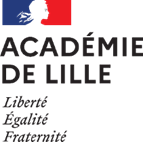 ACADÉMIE
DE LILLE
Liberté
Égalité
Fraternité